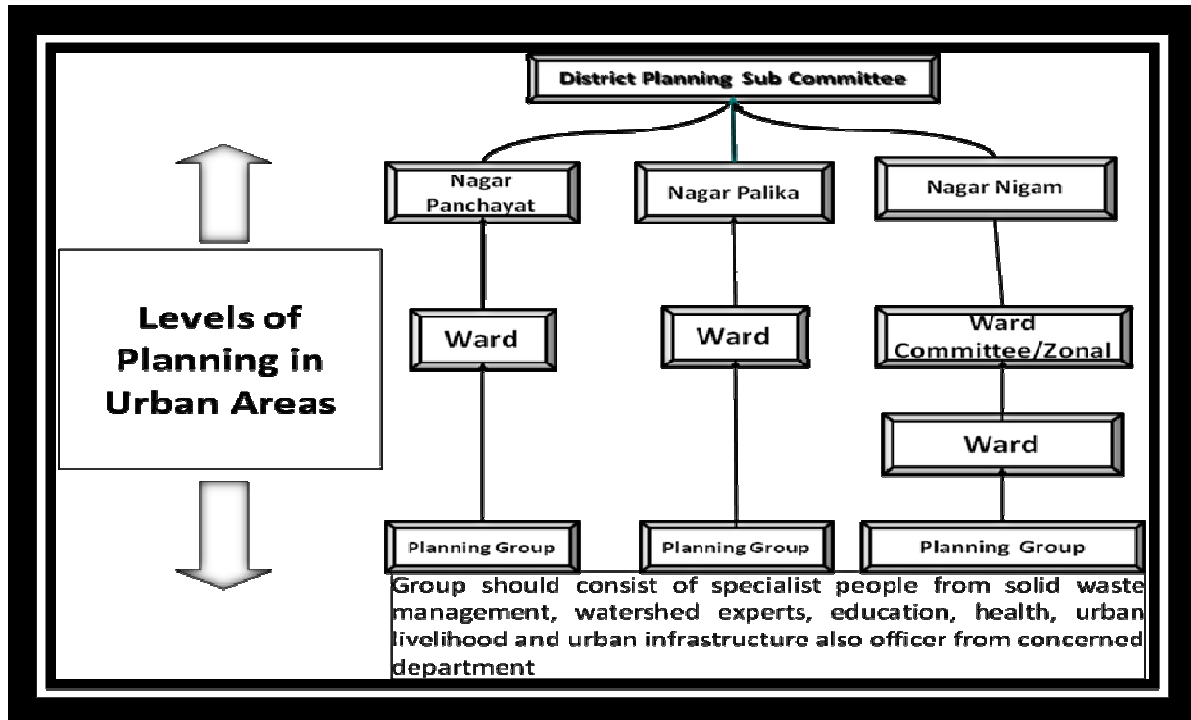 District Planning Sub Committee
Nagar
Panchayat
Nagar Palika
Nagar Nigam
Levels of
Planning in
Urban Areas
Ward
Ward
Ward
Committee/Zonal
Ward
Planning Group
Planning Group
Planning Group
Group should consist of specialist people from solid waste
management, watershed experts, education, health, urban
livelihood and urban infrastructure also officer from concerned
department